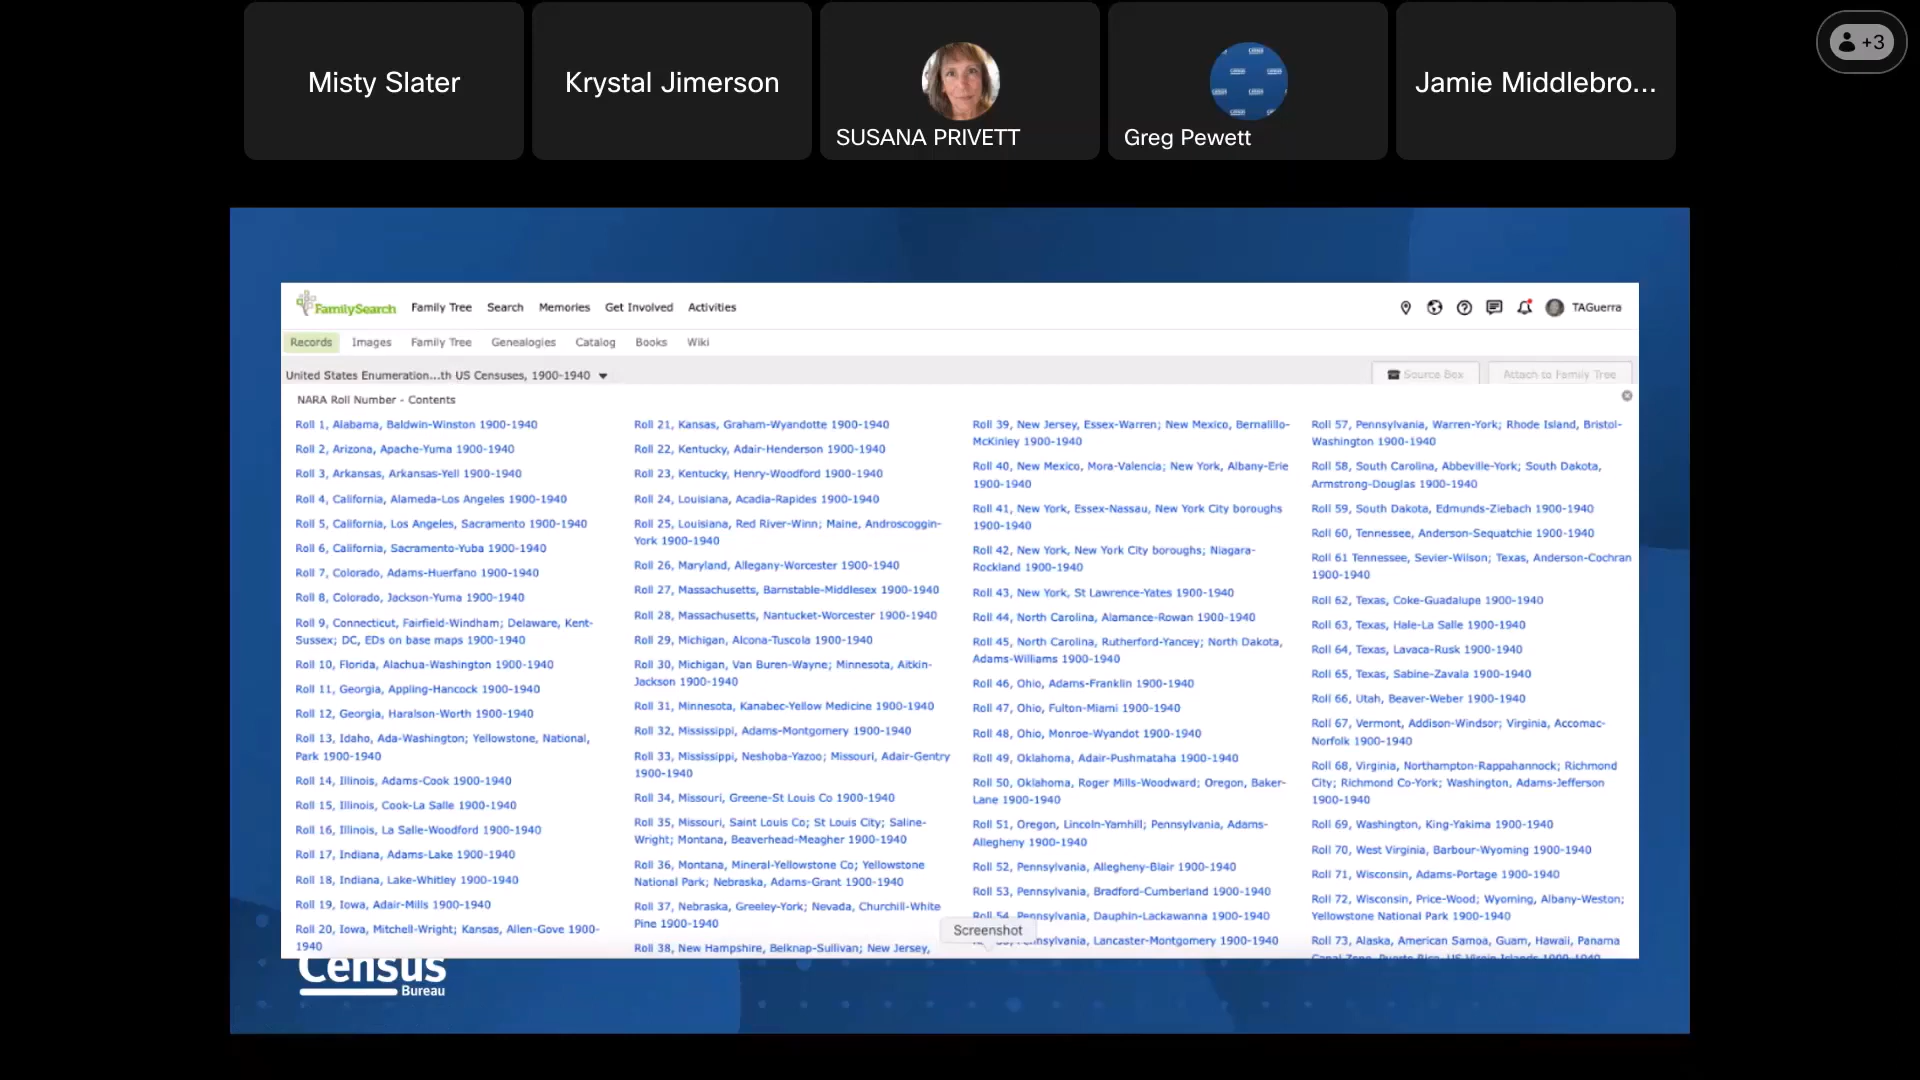 Misty Slater
Krystal Jimerson
SUSANA PRIVETT
Greg Pewett
Jamie Middlebro...
+3
FamilySearch
Family Tree
Search
Memories
Get Involved
Activities
TAGuerra
Records
Images
Family Tree
Genealogies
Catalog
Books
Wiki
United States Enumeration...th US Censuses, 1900-1940
Source Box
Attach to Family Tree
NARA Roll Number - Contents
Roll 1, Alabama, Baldwin-Winston 1900-1940
Roll 2, Arizona, Apache-Yuma 1900-1940
Roll 3, Arkansas, Arkansas-Yell 1900-1940
Roll 4, California, Alameda-Los Angeles 1900-1940
Roll 5, California, Los Angeles, Sacramento 1900-1940
Roll 6, California, Sacramento-Yuba 1900-1940
Roll 7, Colorado, Adams-Huerfano 1900-1940
Roll 8, Colorado, Jackson-Yuma 1900-1940
Roll 9, Connecticut, Fairfield-Windham; Delaware, Kent-
Sussex; DC, EDs on base maps 1900-1940
Roll 10, Florida, Alachua-Washington 1900-1940
Roll 11, Georgia, Appling-Hancock 1900-1940
Roll 12, Georgia, Haralson-Worth 1900-1940
Roll 13, Idaho, Ada-Washington; Yellowstone, National,
Park 1900-1940
Roll 14, Illinois, Adams-Cook 1900-1940
Roll 15, Illinois, Cook-La Salle 1900-1940
Roll 16, Illinois, La Salle-Woodford 1900-1940
Roll 17, Indiana, Adams-Lake 1900-1940
Roll 18, Indiana, Lake-Whitley 1900-1940
Roll 19, Iowa, Adair-Mills 1900-1940
Roll 20, Iowa, Mitchell-Wright; Kansas, Allen-Gove 1900-
1940
Roll 21, Kansas, Graham-Wyandotte 1900-1940
Roll 22, Kentucky, Adair-Henderson 1900-1940
Roll 23, Kentucky, Henry-Woodford 1900-1940
Roll 24, Louisiana, Acadia-Rapides 1900-1940
Roll 25, Louisiana, Red River-Winn; Maine, Androscoggin-
York 1900-1940
Roll 26, Maryland, Allegany-Worcester 1900-1940
Roll 27, Massachusetts, Barnstable-Middlesex 1900-1940
Roll 28, Massachusetts, Nantucket-Worcester 1900-1940
Roll 29, Michigan, Alcona-Tuscola 1900-1940
Roll 30, Michigan, Van Buren-Wayne; Minnesota, Aitkin-
Jackson 1900-1940
Roll 31, Minnesota, Kanabec-Yellow Medicine 1900-1940
Roll 32, Mississippi, Adams-Montgomery 1900-1940
Roll 33, Mississippi, Neshoba-Yazoo; Missouri, Adair-Gentry
1900-1940
Roll 34, Missouri, Greene-St Louis Co 1900-1940
Roll 35, Missouri, Saint Louis Co; St Louis City; Saline-
Wright; Montana, Beaverhead-Meagher 1900-1940
Roll 36, Montana, Mineral-Yellowstone Co; Yellowstone
National Park; Nebraska, Adams-Grant 1900-1940
Roll 37, Nebraska, Greeley-York; Nevada, Churchill-White
Pine 1900-1940
Roll 38, New Hampshire, Belknap-Sullivan; New Jersey,
Roll 39, New Jersey, Essex-Warren; New Mexico, Bernalillo-
McKinley 1900-1940
Roll 40, New Mexico, Mora-Valencia; New York, Albany-Erie
1900-1940
Roll 41, New York, Essex-Nassau, New York City boroughs
1900-1940
Roll 42, New York, New York City boroughs; Niagara-
Rockland 1900-1940
Roll 43, New York, St Lawrence-Yates 1900-1940
Roll 44, North Carolina, Alamance-Rowan 1900-1940
Roll 45, North Carolina, Rutherford-Yancey; North Dakota,
Adams-Williams 1900-1940
Roll 46, Ohio, Adams-Franklin 1900-1940
Roll 47, Ohio, Fulton-Miami 1900-1940
Roll 48, Ohio, Monroe-Wyandot 1900-1940
Roll 49, Oklahoma, Adair-Pushmataha 1900-1940
Roll 50, Oklahoma, Roger Mills-Woodward; Oregon, Baker-
Lane 1900-1940
Roll 51, Oregon, Lincoln-Yamhill; Pennsylvania, Adams-
Allegheny 1900-1940
Roll 52, Pennsylvania, Allegheny-Blair 1900-1940
Roll 53, Pennsylvania, Bradford-Cumberland 1900-1940
Roll 54, Pennsylvania, Dauphin-Lackawanna 1900-1940
nsylvania, Lancaster-Montgomery 1900-1940
Screenshot
Roll 57, Pennsylvania, Warren-York; Rhode Island, Bristol-
Washington 1900-1940
Roll 58, South Carolina, Abbeville-York; South Dakota,
Armstrong-Douglas 1900-1940
Roll 59, South Dakota, Edmunds-Ziebach 1900-1940
Roll 60, Tennessee, Anderson-Sequatchie 1900-1940
Roll 61 Tennessee, Sevier-Wilson; Texas, Anderson-Cochran
1900-1940
Roll 62, Texas, Coke-Guadalupe 1900-1940
Roll 63, Texas, Hale-La Salle 1900-1940
Roll 64, Texas, Lavaca-Rusk 1900-1940
Roll 65, Texas, Sabine-Zavala 1900-1940
Roll 66, Utah, Beaver-Weber 1900-1940
Roll 67, Vermont, Addison-Windsor; Virginia, Accomac-
Norfolk 1900-1940
Roll 68, Virginia, Northampton-Rappahannock; Richmond
City; Richmond Co-York; Washington, Adams-Jefferson
1900-1940
Roll 69, Washington, King-Yakima 1900-1940
Roll 70, West Virginia, Barbour-Wyoming 1900-1940
Roll 71, Wisconsin, Adams-Portage 1900-1940
Roll 72, Wisconsin, Price-Wood; Wyoming, Albany-Weston;
Yellowstone National Park 1900-1940
Roll 73, Alaska, American Samoa, Guam, Hawaii, Panama
Canal Zone, Puerto Rico, US Virgin Islands 1900-1940
Census
Bureau